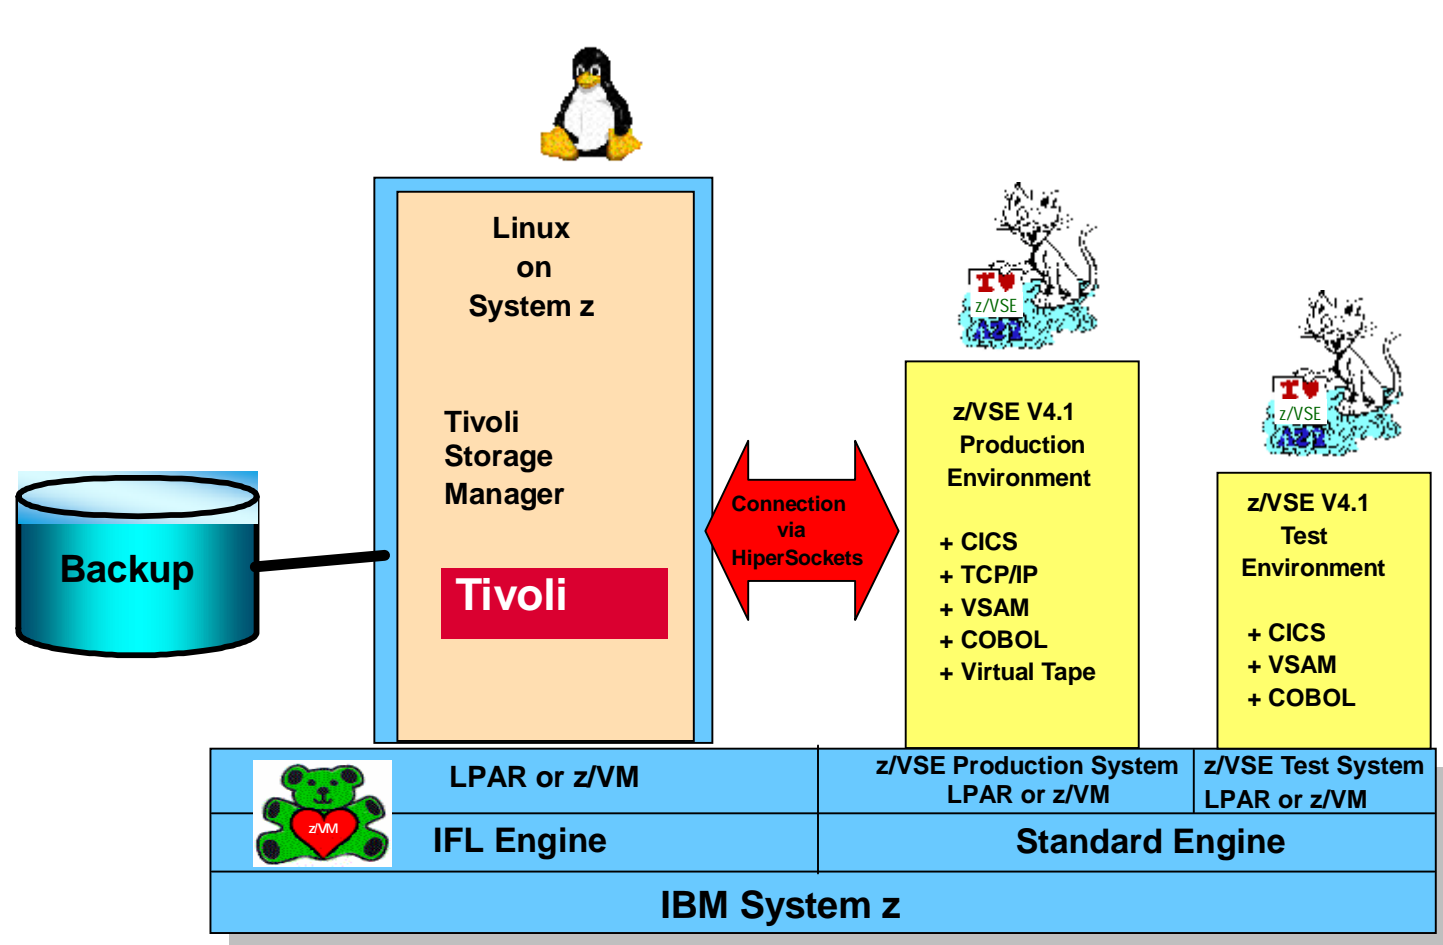 Linux
on
System z
Tivoli
Storage
Manager
Tivoli
Backup
Connection
via
HiperSockets
I
z/VSE
z/VSE V4.1
Production
Environment
+ CICS
+ TCP/IP
+ VSAM
+ COBOL
+ Virtual Tape
I
z/VSE
z/VSE V4.1
Test
Environment
+ CICS
+ VSAM
+ COBOL
LPAR or z/VM
z/VSE Production System
LPAR or z/VM
z/VSE Test System
LPAR or z/VM
z/VM
IFL Engine
Standard Engine
IBM System z